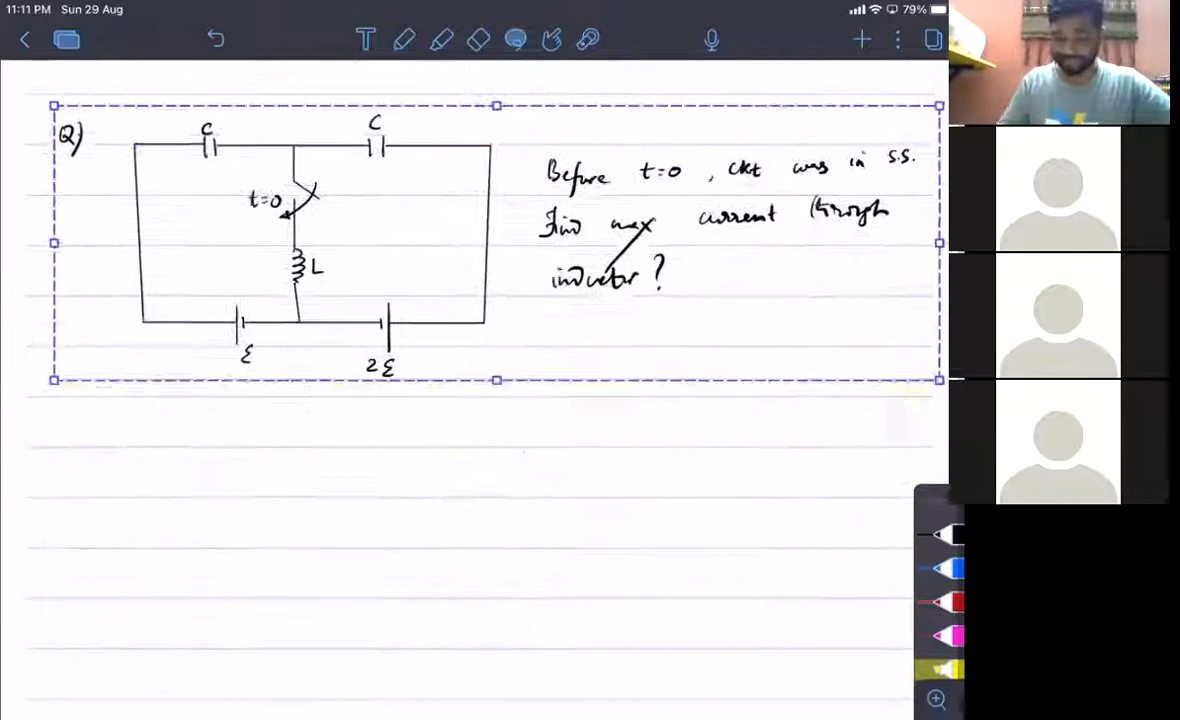 11:11 PM Sun 29 Aug
79%
Q)
C
C
t=0
L
ε
2ε
Before t=0, ckt was in s.s.
Find max current through
inductor?